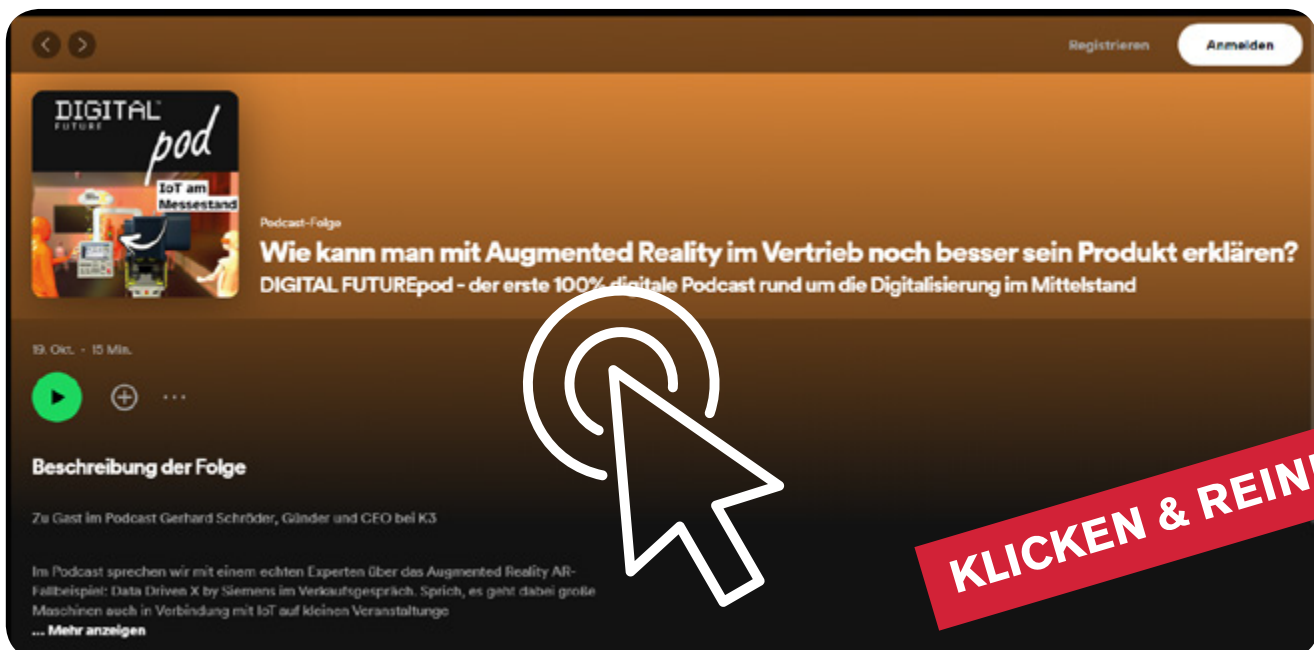 Registrieren
Anmelden
DIGITAL
FUTURE
pod
IoT am
Messestand
Podcast-Folge
Wie kann man mit Augmented Reality im Vertrieb noch besser sein Produkt erklären?
DIGITAL FUTUREpod - der erste 100% digitale Podcast rund um die Digitalisierung im Mittelstand
19. Okt. · 15 Min.
Beschreibung der Folge
Zu Gast im Podcast Gerhard Schröder, Günder und CEO bei K3
Im Podcast sprechen wir mit einem echten Experten über das Augmented Reality AR-
Fallbeispiel: Data Driven X by Siemens im Verkaufsgespräch. Sprich, es geht dabei große
Maschinen auch in Verbindung mit IoT auf kleinen Veranstaltunge
... Mehr anzeigen
KLICKEN & REIN